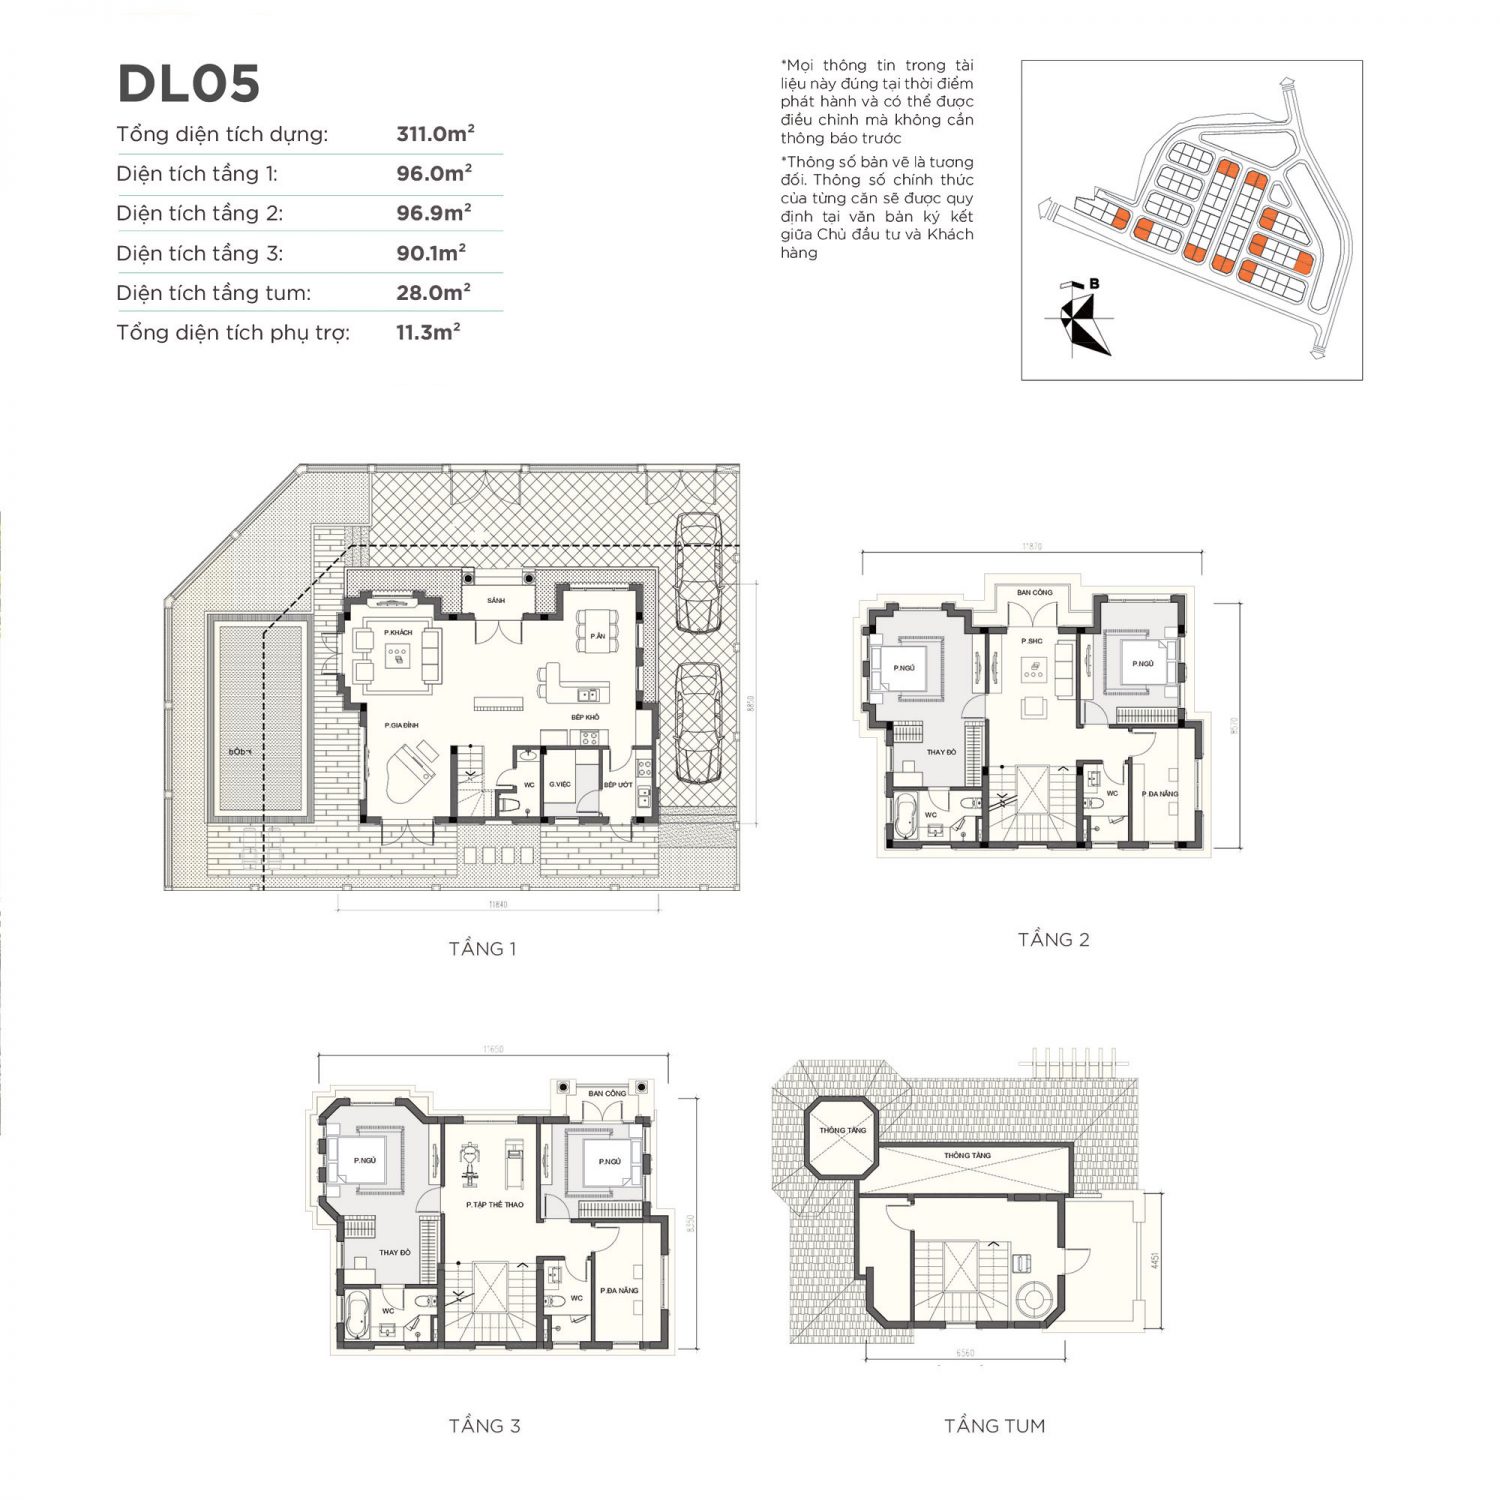 DL05
Tổng diện tích dựng: 311.0m²
Diện tích tầng 1: 96.0m²
Diện tích tầng 2: 96.9m²
Diện tích tầng 3: 90.1m²
Diện tích tầng tum: 28.0m²
Tổng diện tích phụ trợ: 11.3m²
*Mọi thông tin trong tài
liệu này đúng tại thời điểm
phát hành và có thể được
điều chỉnh mà không cần
thông báo trước
*Thông số bản vẽ là tương
đối. Thông số chính thức
của từng căn sẽ được quy
định tại văn bản ký kết
giữa Chủ đầu tư và Khách
hàng
B
SẢNH
P.KHÁCH
P.ĂN
P.GIA ĐÌNH
BẾP KHÔ
WC
G.VIỆC
BẾP ƯỚT
8850
11840
TẦNG 1
BAN CÔNG
P.SHC
P.NGỦ
P.NGỦ
THAY ĐỒ
WC
WC
P.ĐA NĂNG
8570
TẦNG 2
BAN CÔNG
P.NGỦ
P.NGỦ
P.TẬP THỂ THAO
THAY ĐỒ
WC
WC
P.ĐA NĂNG
8350
TẦNG 3
THÔNG TẦNG
THÔNG TẦNG
4451
6560
TẦNG TUM